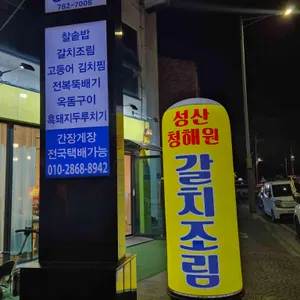 782-7008
찰솥밥
갈치조림
고등어 김치찜
전복뚝배기
옥돔구이
흑돼지두루치기
간장게장
전국택배가능
010-2868-8942
성산
청해원
갈치조림